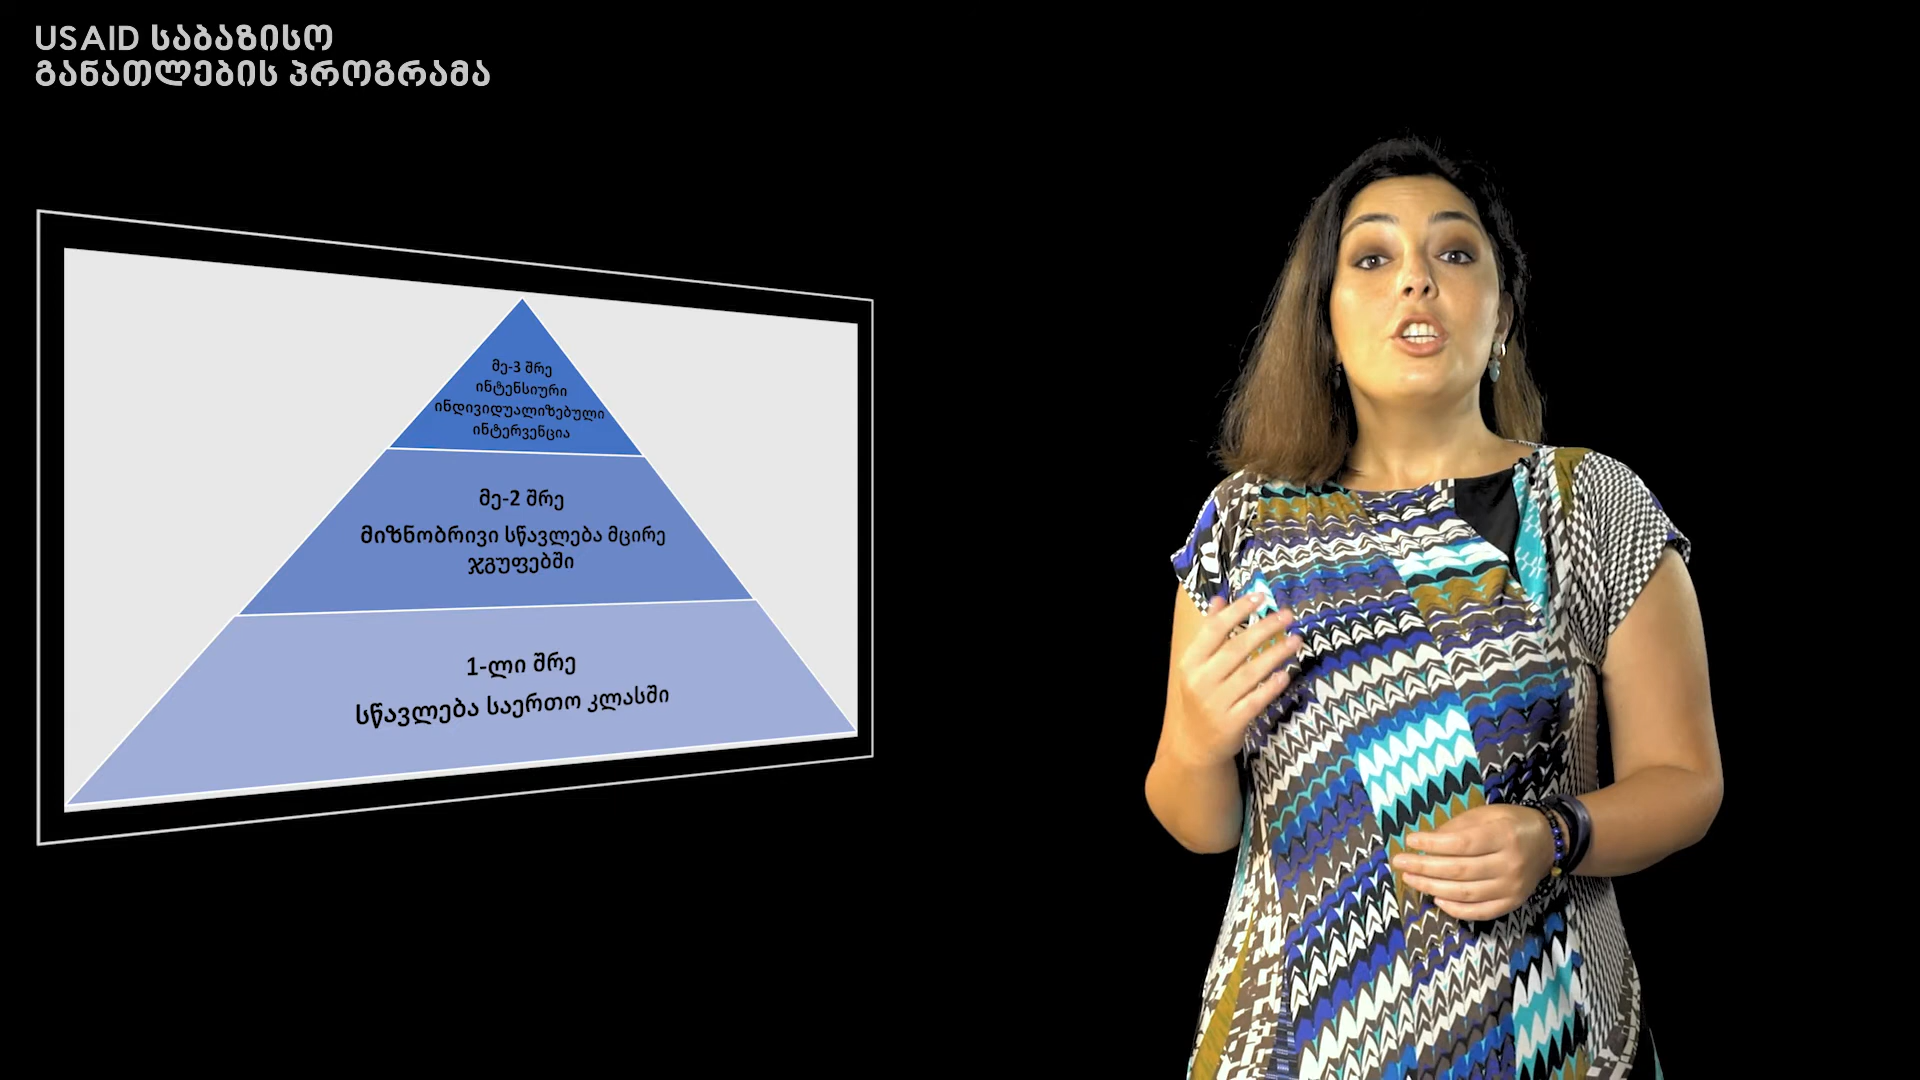 USAID საბაზისო
განათლების პროგრამა
მე-3 შრე
ინტენსიური
ინდივიდუალიზებული
ინტერვენცია
მე-2 შრე
მიზნობრივი სწავლება მცირე
ჯგუფებში
1-ლი შრე
სწავლება საერთო კლასში